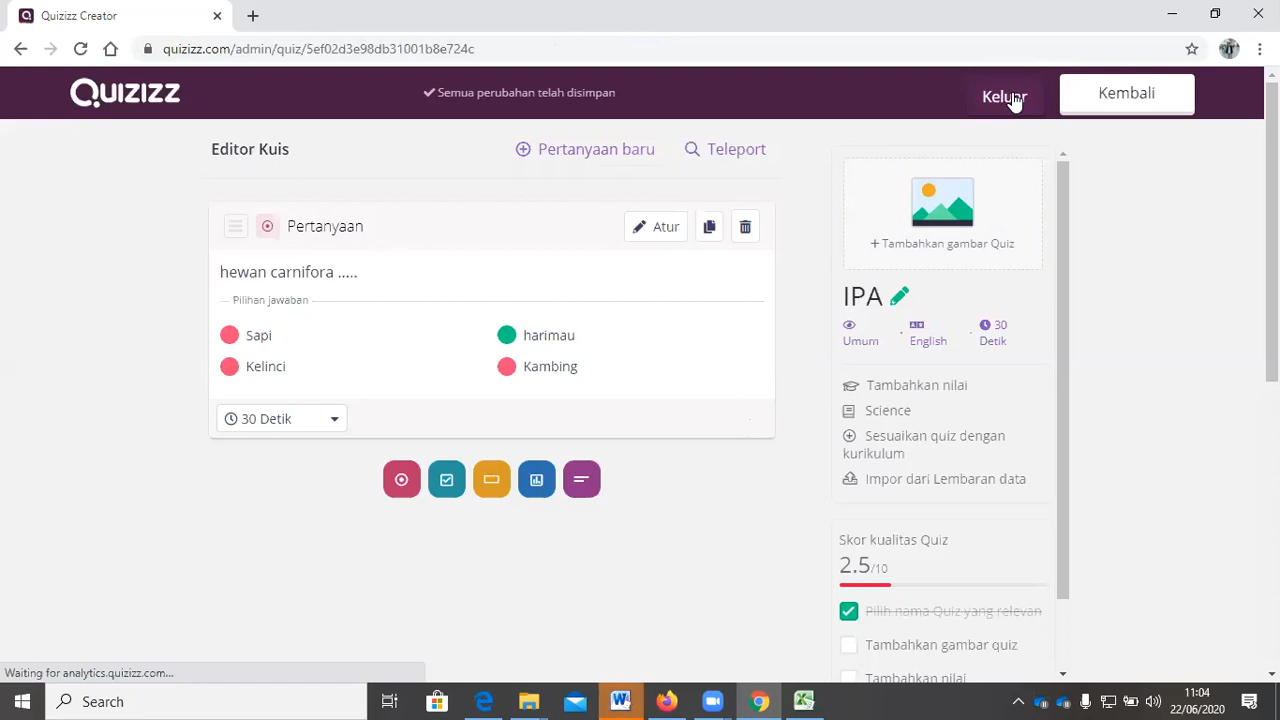 Quizizz Creator
quizizz.com/admin/quiz/5ef02d3e98db31001b8e724c
Quizizz
Semua perubahan telah disimpan
Keluar
Kembali
Editor Kuis
Pertanyaan baru
Teleport
Pertanyaan
Atur
hewan carnifora .....
Pilihan jawaban
Sapi
harimau
Kelinci
Kambing
30 Detik
+ Tambahkan gambar Quiz
IPA
Umum
English
30
Detik
Tambahkan nilai
Science
Sesuaikan quiz dengan
kurikulum
Impor dari Lembaran data
Skor kualitas Quiz
2.5/10
Pilih nama Quiz yang relevan
Tambahkan gambar quiz
Tambahkan nilai
Waiting for analytics.quizizz.com...
Search
11:04
22/06/2020